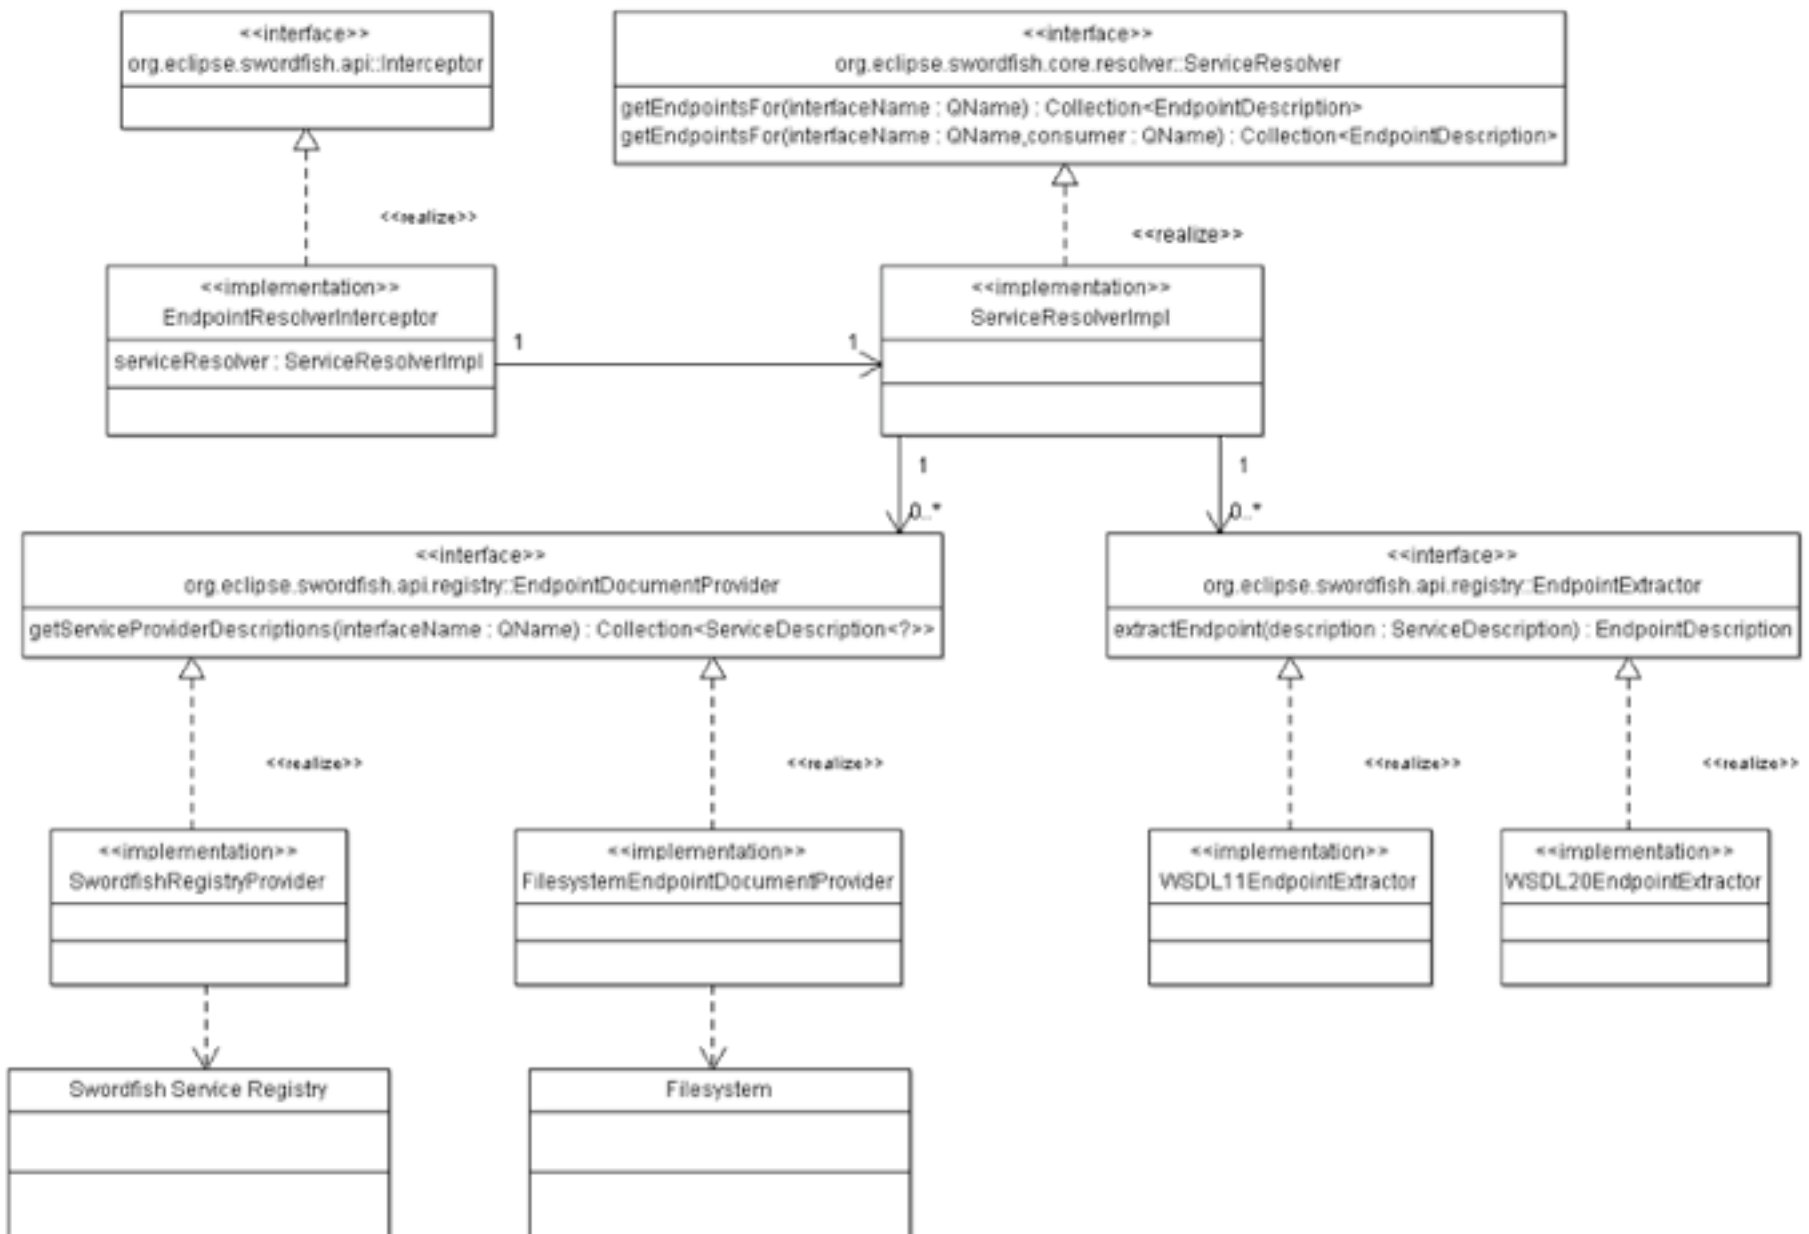 <<interface>>
org.eclipse.swordfish.api::Interceptor
<<interface>>
org.eclipse.swordfish.core.resolver::ServiceResolver
getEndpointsFor(interfaceName : QName) : Collection<EndpointDescription>
getEndpointsFor(interfaceName : QName,consumer : QName) : Collection<EndpointDescription>
<<realize>>
<<realize>>
<<implementation>>
EndpointResolverInterceptor
serviceResolver : ServiceResolverImpl
1
1
<<implementation>>
ServiceResolverImpl
1
0..*
1
0..*
<<interface>>
org.eclipse.swordfish.api.registry::EndpointDocumentProvider
getServiceProviderDescriptions(interfaceName : QName) : Collection<ServiceDescription<?>>
<<interface>>
org.eclipse.swordfish.api.registry::EndpointExtractor
extractEndpoint(description : ServiceDescription) : EndpointDescription
<<realize>>
<<realize>>
<<realize>>
<<realize>>
<<implementation>>
SwordfishRegistryProvider
<<implementation>>
FilesystemEndpointDocumentProvider
<<implementation>>
WSDL11EndpointExtractor
<<implementation>>
WSDL20EndpointExtractor
Swordfish Service Registry
Filesystem